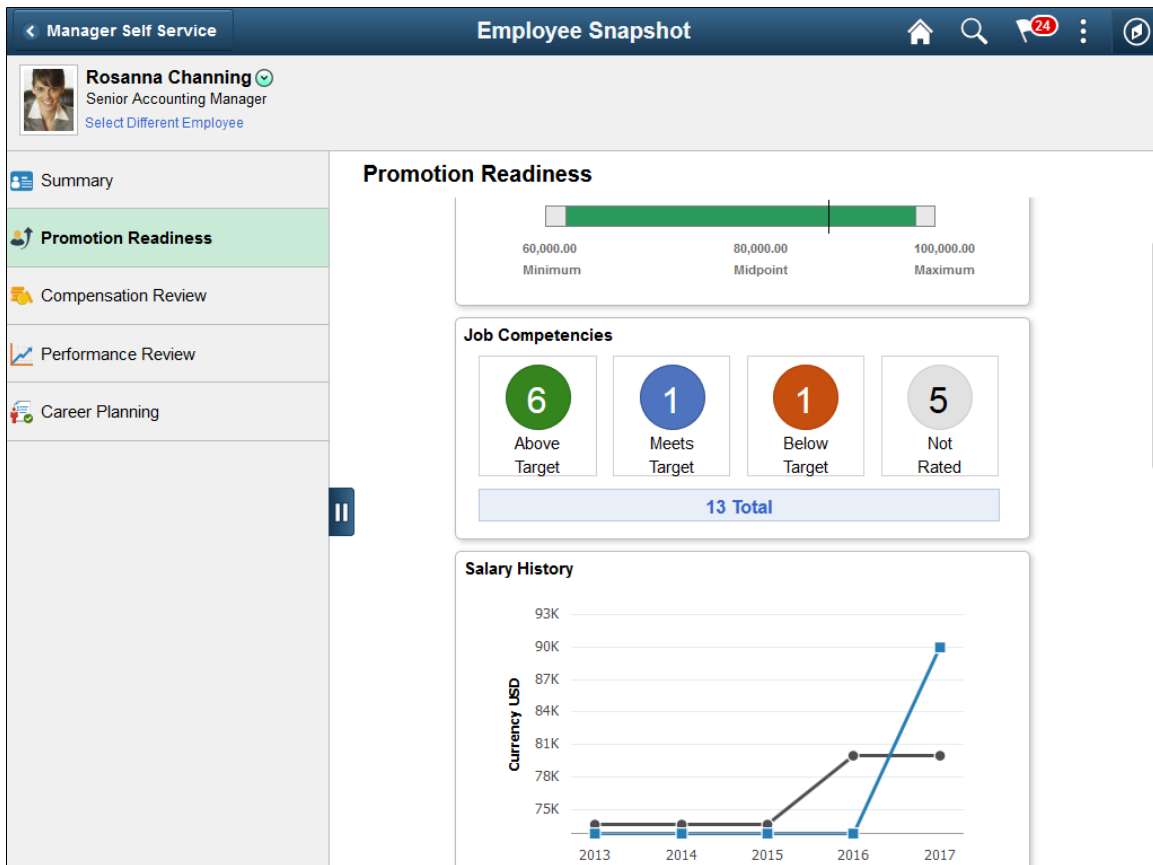 Manager Self Service
Employee Snapshot
24
Rosanna Channing
Senior Accounting Manager
Select Different Employee
Summary
Promotion Readiness
Compensation Review
Performance Review
Career Planning
Promotion Readiness
60,000.00 80,000.00 100,000.00
Minimum Midpoint Maximum
Job Competencies
6 1 1 5
Above Meets Below Not
Target Target Target Rated
13 Total
Salary History
Currency USD
93K
90K
87K
84K
81K
78K
75K
2013 2014 2015 2016 2017